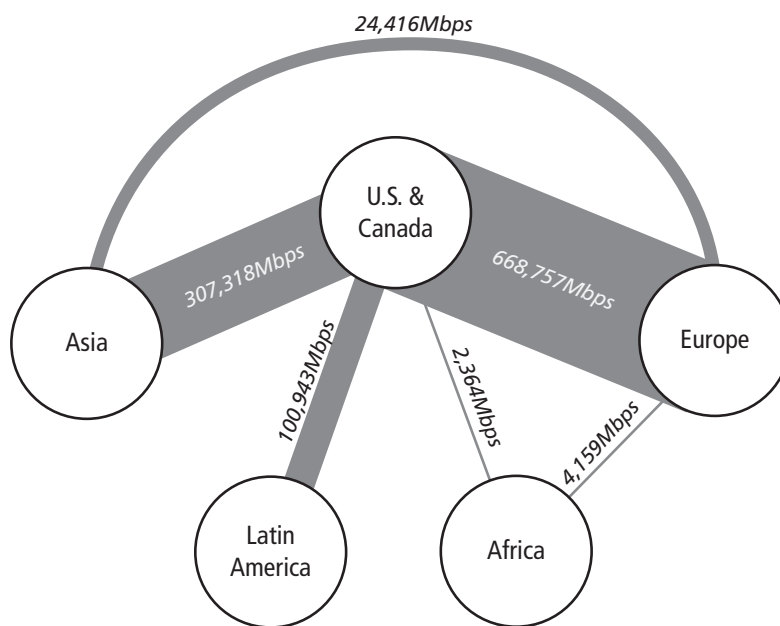 24,416Mbps
U.S. &
Canada
307,318Mbps
668,757Mbps
Asia
Europe
100,943Mbps
2,364Mbps
4,159Mbps
Latin
America
Africa